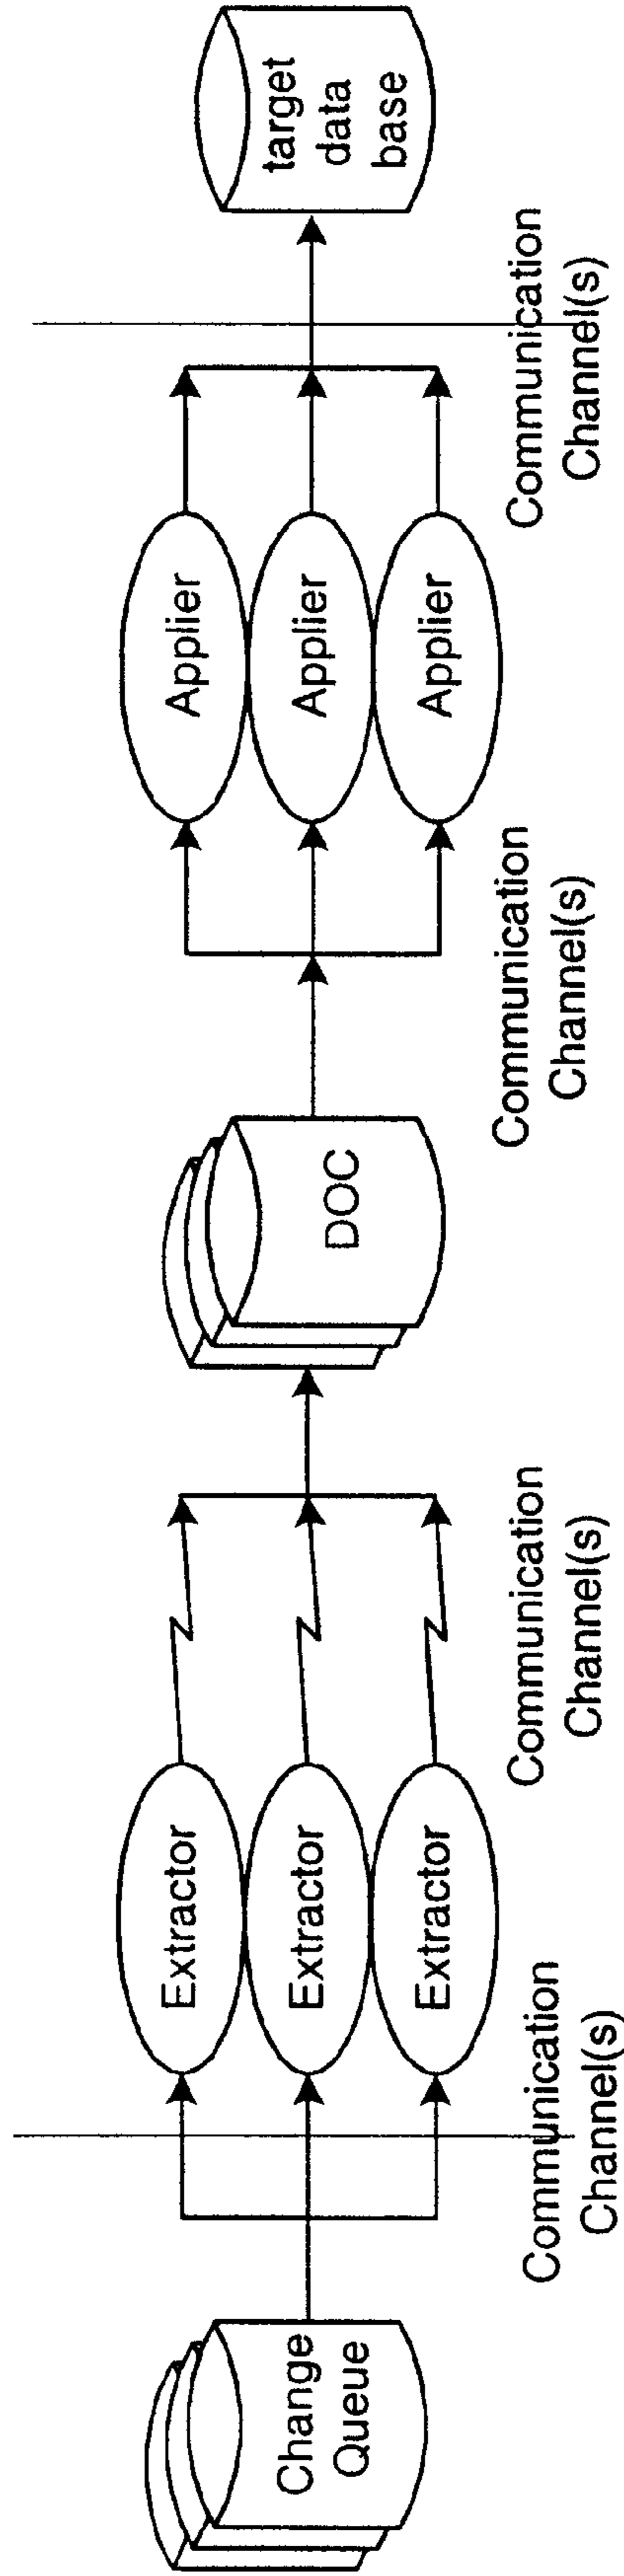 Change
Queue
Communication
Channel(s)
Extractor
Extractor
Extractor
Communication
Channel(s)
DOC
Communication
Channel(s)
Applier
Applier
Applier
Communication
Channel(s)
target
data
base